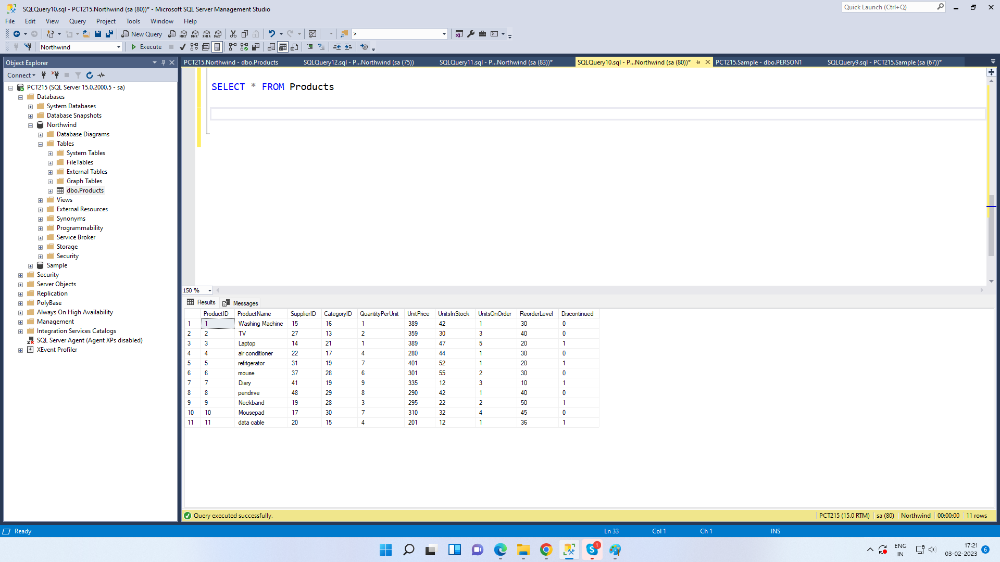 SQLQuery10.sql - PCT215.Northwind (sa (80))* - Microsoft SQL Server Management Studio
Quick Launch (Ctrl+Q)
File Edit View Query Project Tools Window Help
New Query MDX DMX XMLA DAX >
Northwind Execute
Object Explorer
PCT215.Northwind - dbo.Products SQLQuery12.sql - P...Northwind (sa (75)) SQLQuery11.sql - P...Northwind (sa (83))* SQLQuery10.sql - P...Northwind (sa (80))* PCT215.Sample - dbo.PERSON1 SQLQuery9.sql - PCT215.Sample (sa (67))*
Connect
PCT215 (SQL Server 15.0.2000.5 - sa)
Databases
System Databases
Database Snapshots
Northwind
Database Diagrams
Tables
System Tables
FileTables
External Tables
Graph Tables
dbo.Products
Views
External Resources
Synonyms
Programmability
Service Broker
Storage
Security
Sample
Security
Server Objects
Replication
PolyBase
Always On High Availability
Management
Integration Services Catalogs
SQL Server Agent (Agent XPs disabled)
XEvent Profiler
SELECT * FROM Products
150 %
Results Messages
ProductID ProductName SupplierID CategoryID QuantityPerUnit UnitPrice UnitsInStock UnitsOnOrder ReorderLevel Discontinued
1 1 Washing Machine 15 16 1 389 42 1 30 0
2 2 TV 27 13 2 359 30 3 40 0
3 3 Laptop 14 21 1 389 47 5 20 1
4 4 air conditioner 22 17 4 280 44 1 30 0
5 5 refrigerator 31 19 7 401 52 1 20 1
6 6 mouse 37 28 6 301 55 2 30 0
7 7 Diary 41 19 9 335 12 3 10 1
8 8 pendrive 48 29 8 290 42 1 40 0
9 9 Neckband 19 28 3 295 22 2 50 1
10 10 Mousepad 17 30 7 310 32 4 45 0
11 11 data cable 20 15 4 201 12 1 36 1
Query executed successfully. PCT215 (15.0 RTM) sa (80) Northwind 00:00:00 11 rows
Ready Ln 33 Col 1 Ch 1 INS
S 1
ENG
IN
17:21
03-02-2023
6